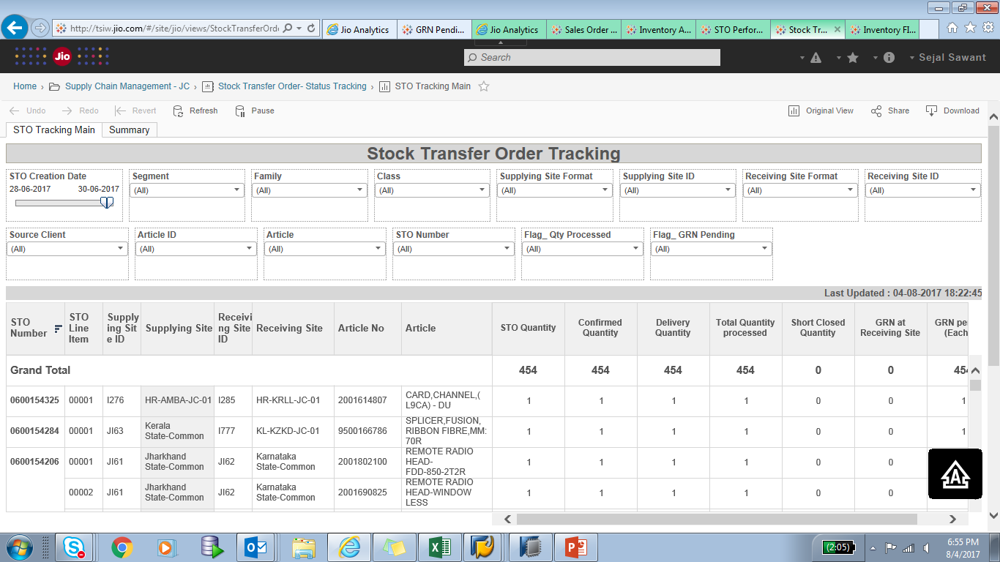 http://tsiw.jio.com/#/site/jio/views/StockTransferOrde
Jio Analytics
GRN Pendi...
Jio Analytics
Sales Order ...
Inventory A...
STO Perfor...
Stock Tr...
Inventory FI...
Jio
Search
Sejal Sawant
Home › Supply Chain Management - JC › Stock Transfer Order- Status Tracking › STO Tracking Main
Undo Redo Revert Refresh Pause Original View Share Download
STO Tracking Main Summary
Stock Transfer Order Tracking
STO Creation Date Segment Family Class Supplying Site Format Supplying Site ID Receiving Site Format Receiving Site ID
28-06-2017 30-06-2017 (All) (All) (All) (All) (All) (All) (All)
Source Client Article ID Article STO Number Flag_ Qty Processed Flag_ GRN Pending
(All) (All) (All) (All) (All) (All)
Last Updated : 04-08-2017 18:22:45
STO
Number
STO
Line
Item
Supply
ing Sit
e ID
Supplying Site
Receivi
ng Site
ID
Receiving Site
Article No
Article
STO Quantity
Confirmed
Quantity
Delivery
Quantity
Total Quantity
processed
Short Closed
Quantity
GRN at
Receiving Site
GRN pe
(Each
Grand Total 454 454 454 454 0 0 454
0600154325 00001 I276 HR-AMBA-JC-01 I285 HR-KRLL-JC-01 2001614807
CARD,CHANNEL,(
L9CA) - DU
1 1 1 1 0 0 1
0600154284 00001 JI63
Kerala
State-Common
I777 KL-KZKD-JC-01 9500166786
SPLICER,FUSION,
RIBBON FIBRE,MM:
70R
1 1 1 1 0 0 1
0600154206 00001 JI61
Jharkhand
State-Common
JI62
Karnataka
State-Common
2001802100
REMOTE RADIO
HEAD-
FDD-850-2T2R
1 1 1 1 0 0
00002 JI61
Jharkhand
State-Common
JI62
Karnataka
State-Common
2001690825
REMOTE RADIO
HEAD-WINDOW
LESS
1 1 1 1 0 0
A
(2:05)
6:55 PM
8/4/2017